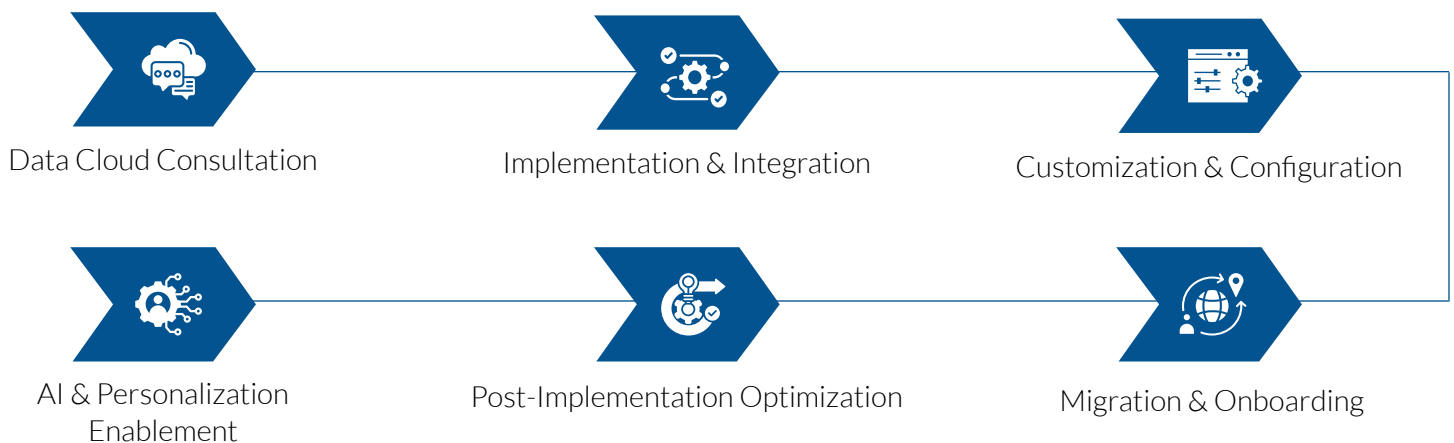 Data Cloud Consultation
Implementation & Integration
Customization & Configuration
AI & Personalization
Enablement
Post-Implementation Optimization
Migration & Onboarding